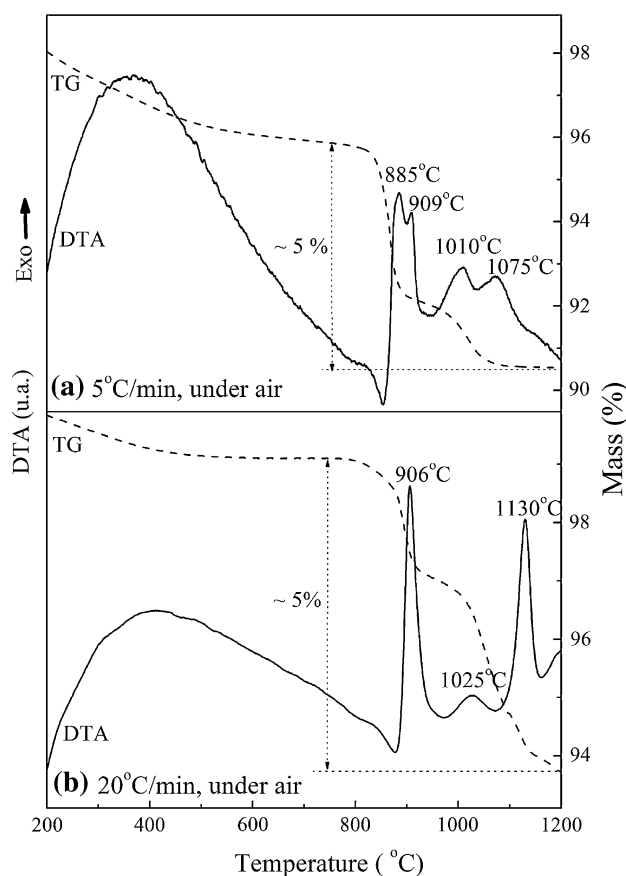 TG
98
885°C
96
909°C
Exo
DTA
~ 5 %
1010°C
94
1075°C
92
(a) 5°C/min, under air
90
DTA (u.a.)
Mass (%)
TG
906°C
1130°C
98
~ 5%
96
1025°C
DTA
94
(b) 20°C/min, under air
200 400 600 800 1000 1200
Temperature ( °C)